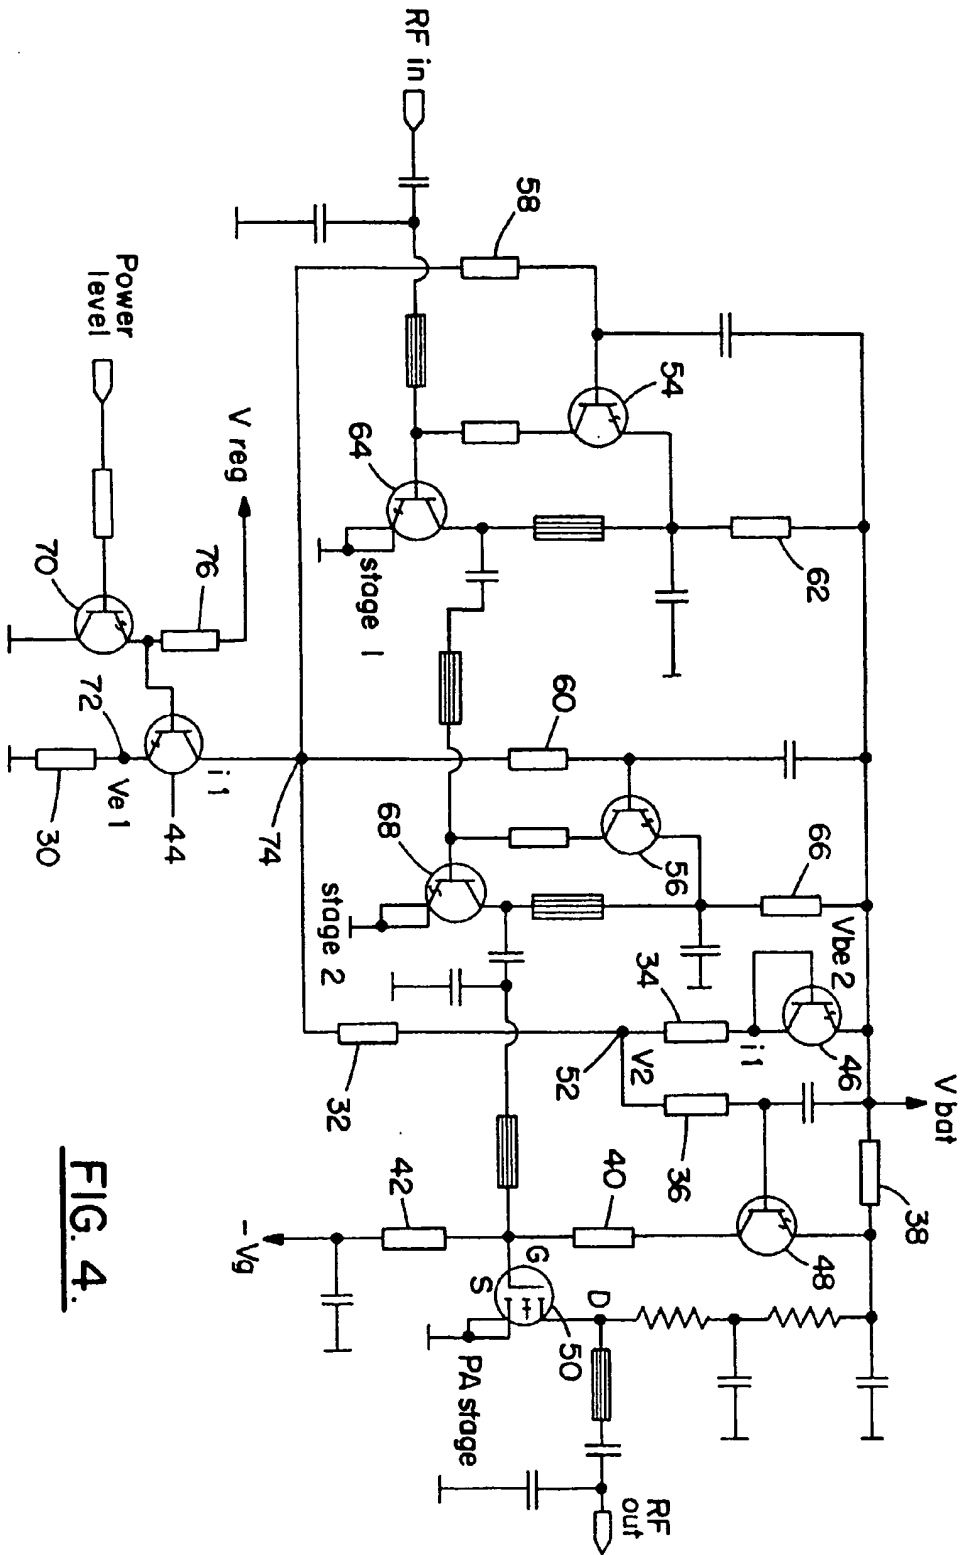 RF in
58
54
64
stage 1
62
Power
level
V reg
70
76
72
Ve 1
30
i 1
44
74
60
68
stage 2
56
66
Vbe 2
34
i 1
46
V2
52
32
V bat
36
38
40
42
48
- Vg
G
S
D
50
PA stage
RF
out
FIG. 4.